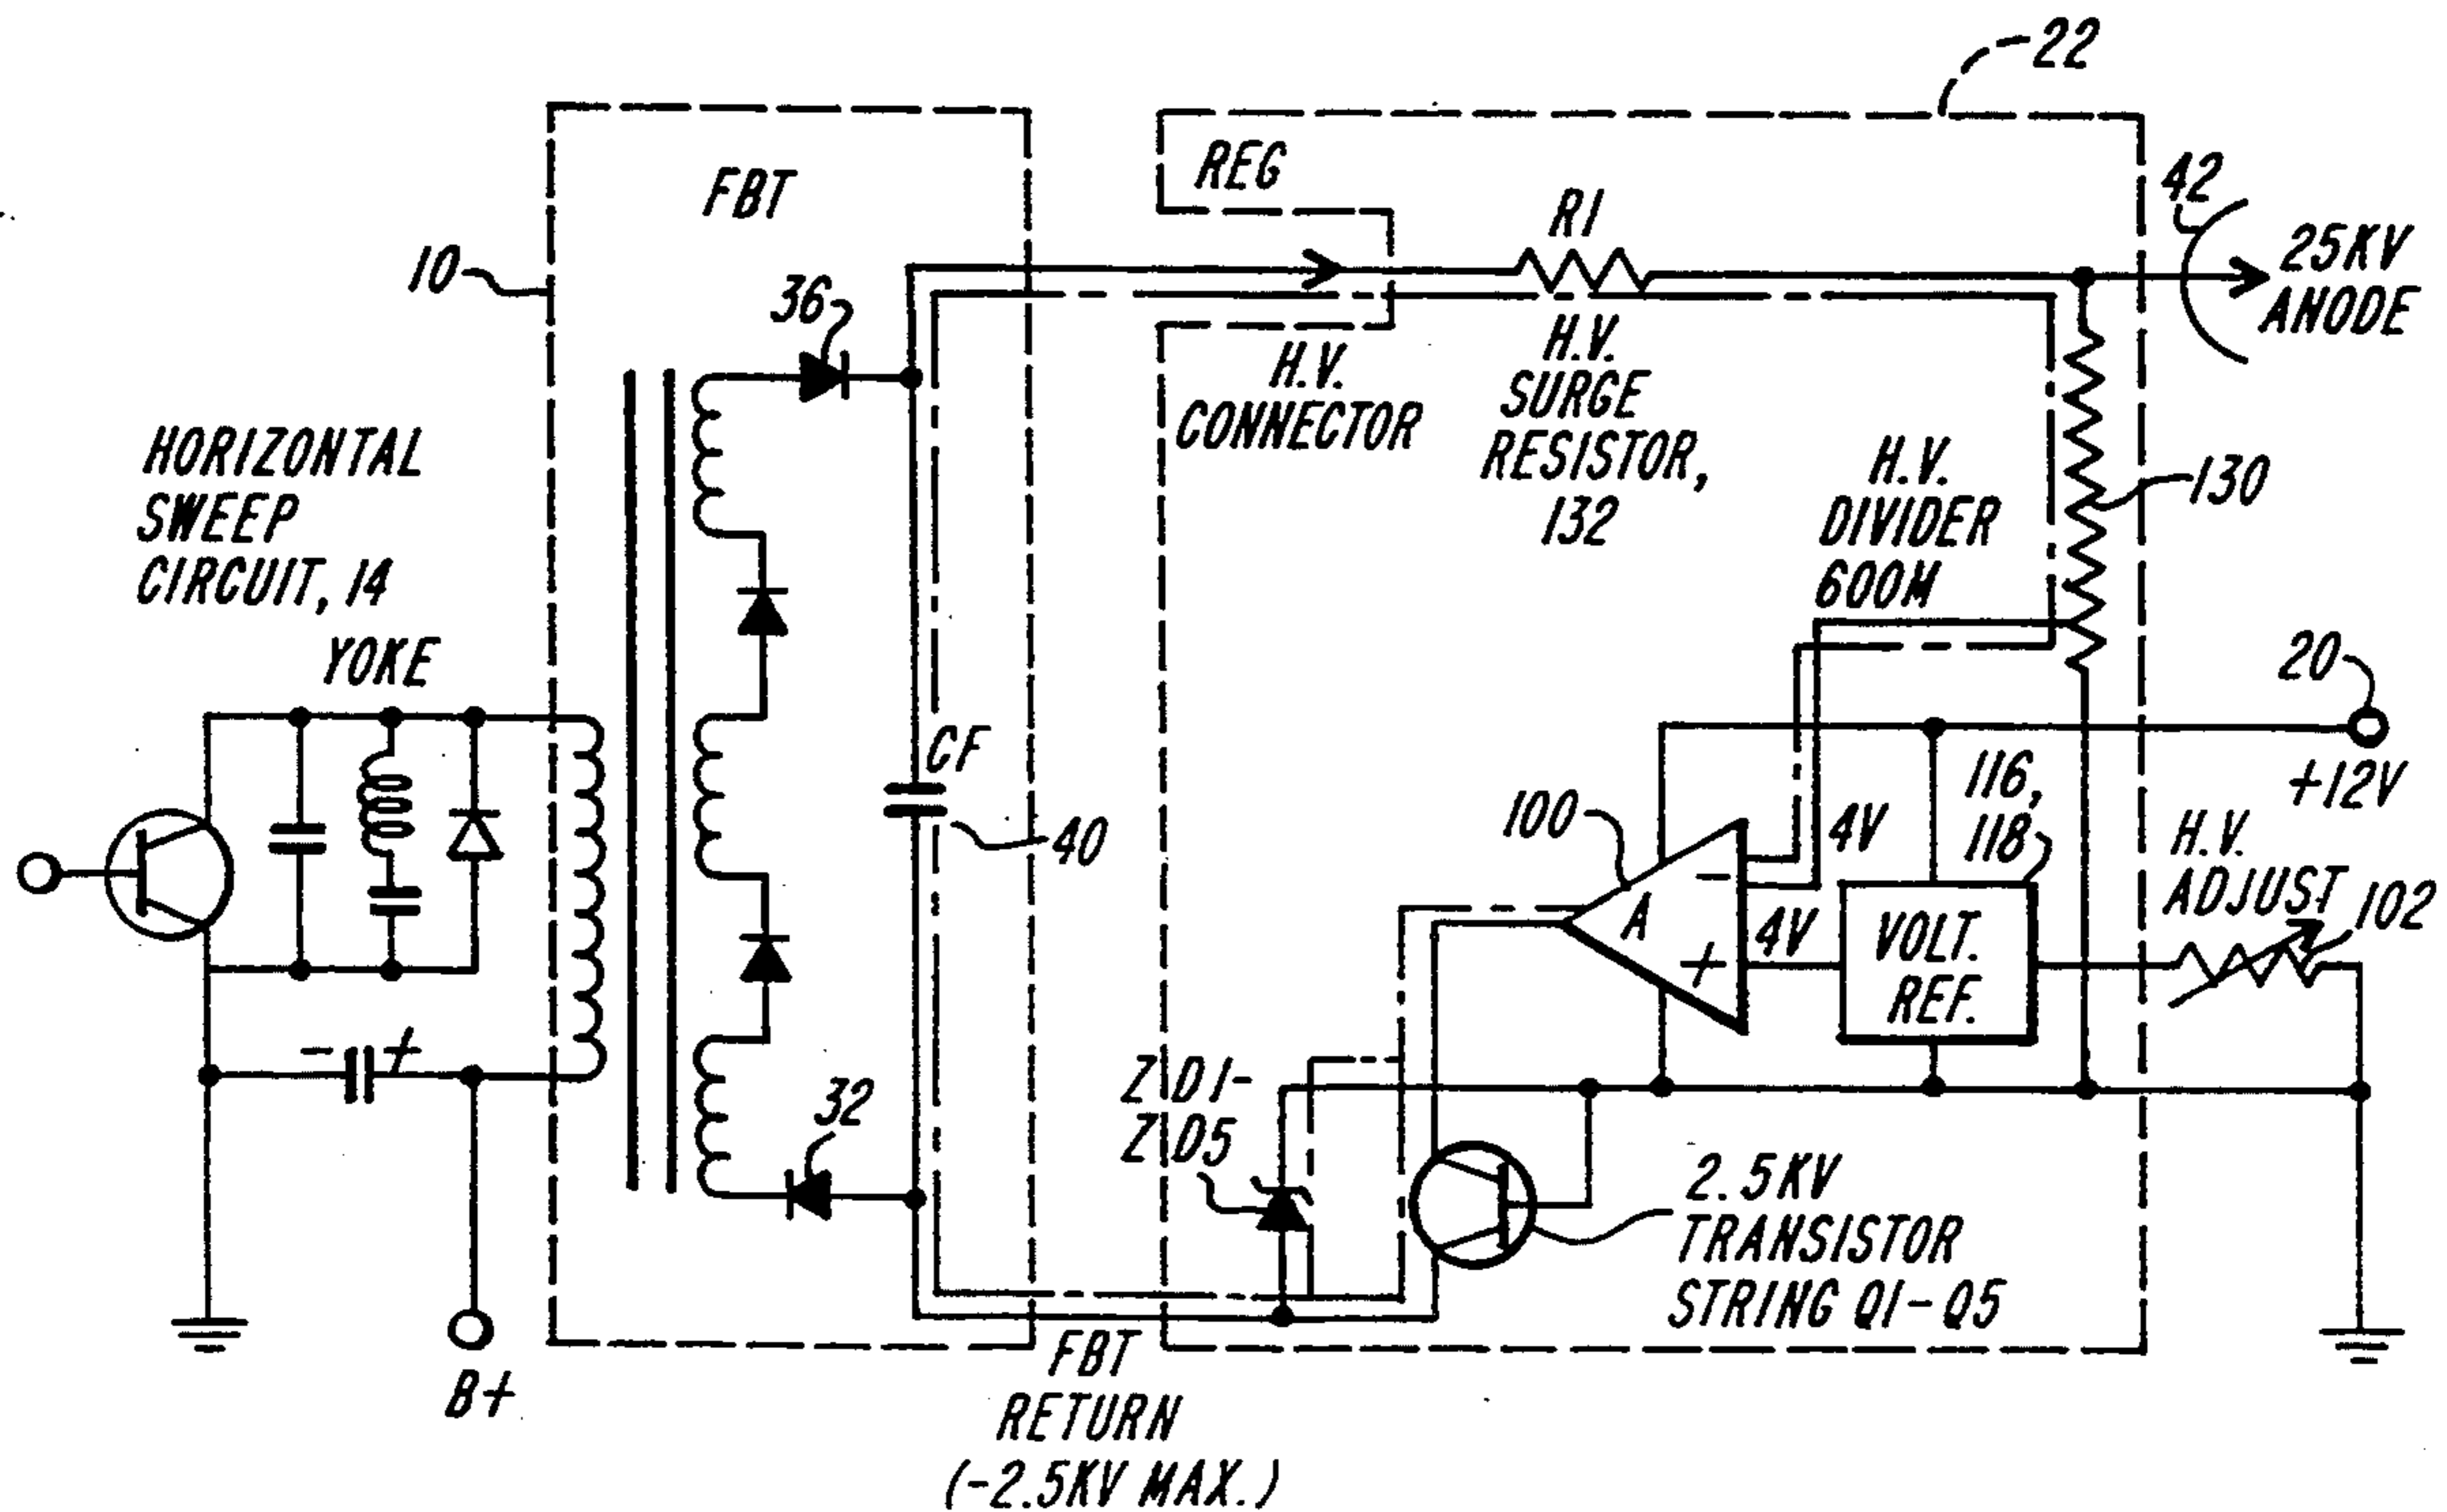 22
REG
FBT
R1
42
25KV
ANODE
10
36
H.V.
CONNECTOR
H.V.
SURGE
RESISTOR,
132
HORIZONTAL
SWEEP
CIRCUIT, 14
YOKE
H.V.
DIVIDER
600M
130
20
+12V
CF
40
100
4V
116,
118
H.V.
ADJUST
102
A
-
+
4V
VOLT.
REF.
- +
32
ZD1-
ZD5
2.5KV
TRANSISTOR
STRING Q1-Q5
B+
FBT
RETURN
(-2.5KV MAX.)